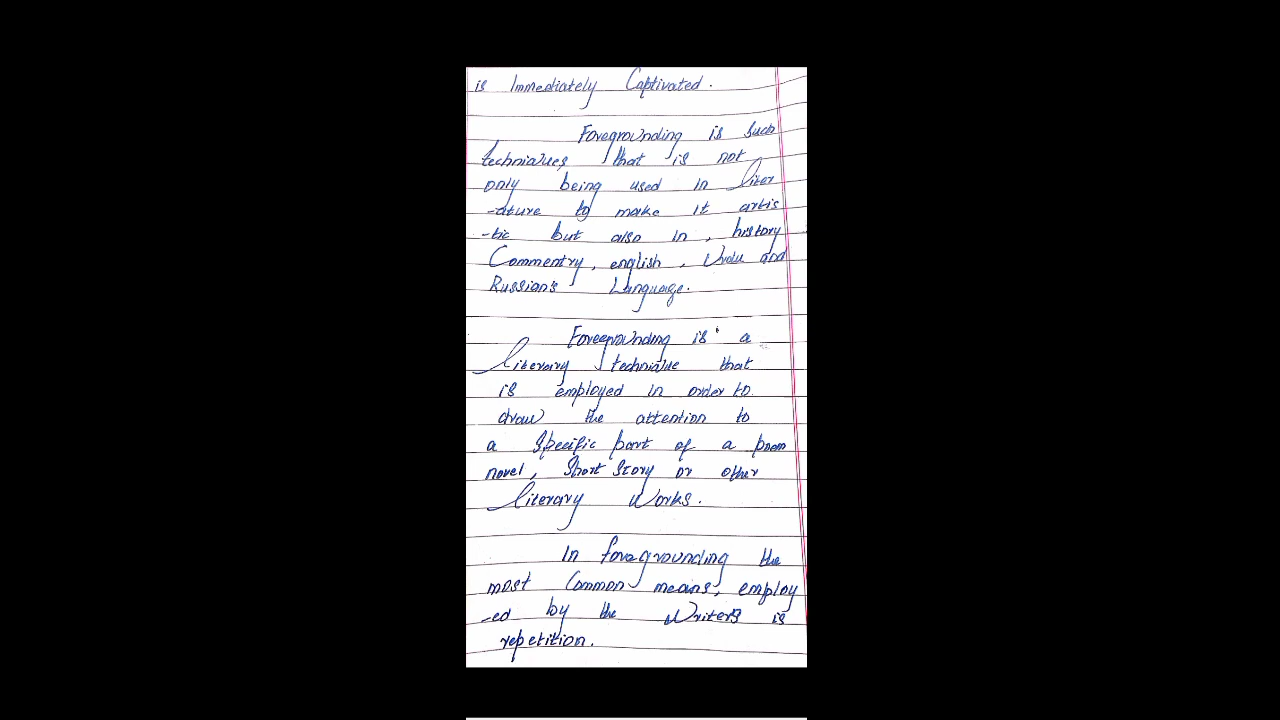 is Immediately Captivated.
Foregrounding is such
techniques, that is not
only being used in liter
-ature to make it artis
-tic but also in, history
Commentry, english, Urdu and
Russians Language.
Foregrounding is a
literary technique that
is employed in order to
draw the attention to
a specific part of a poem
novel, Short Story or other
literary works.
In foregrounding the
most Common means, employ
-ed by the Writers is
repetition.